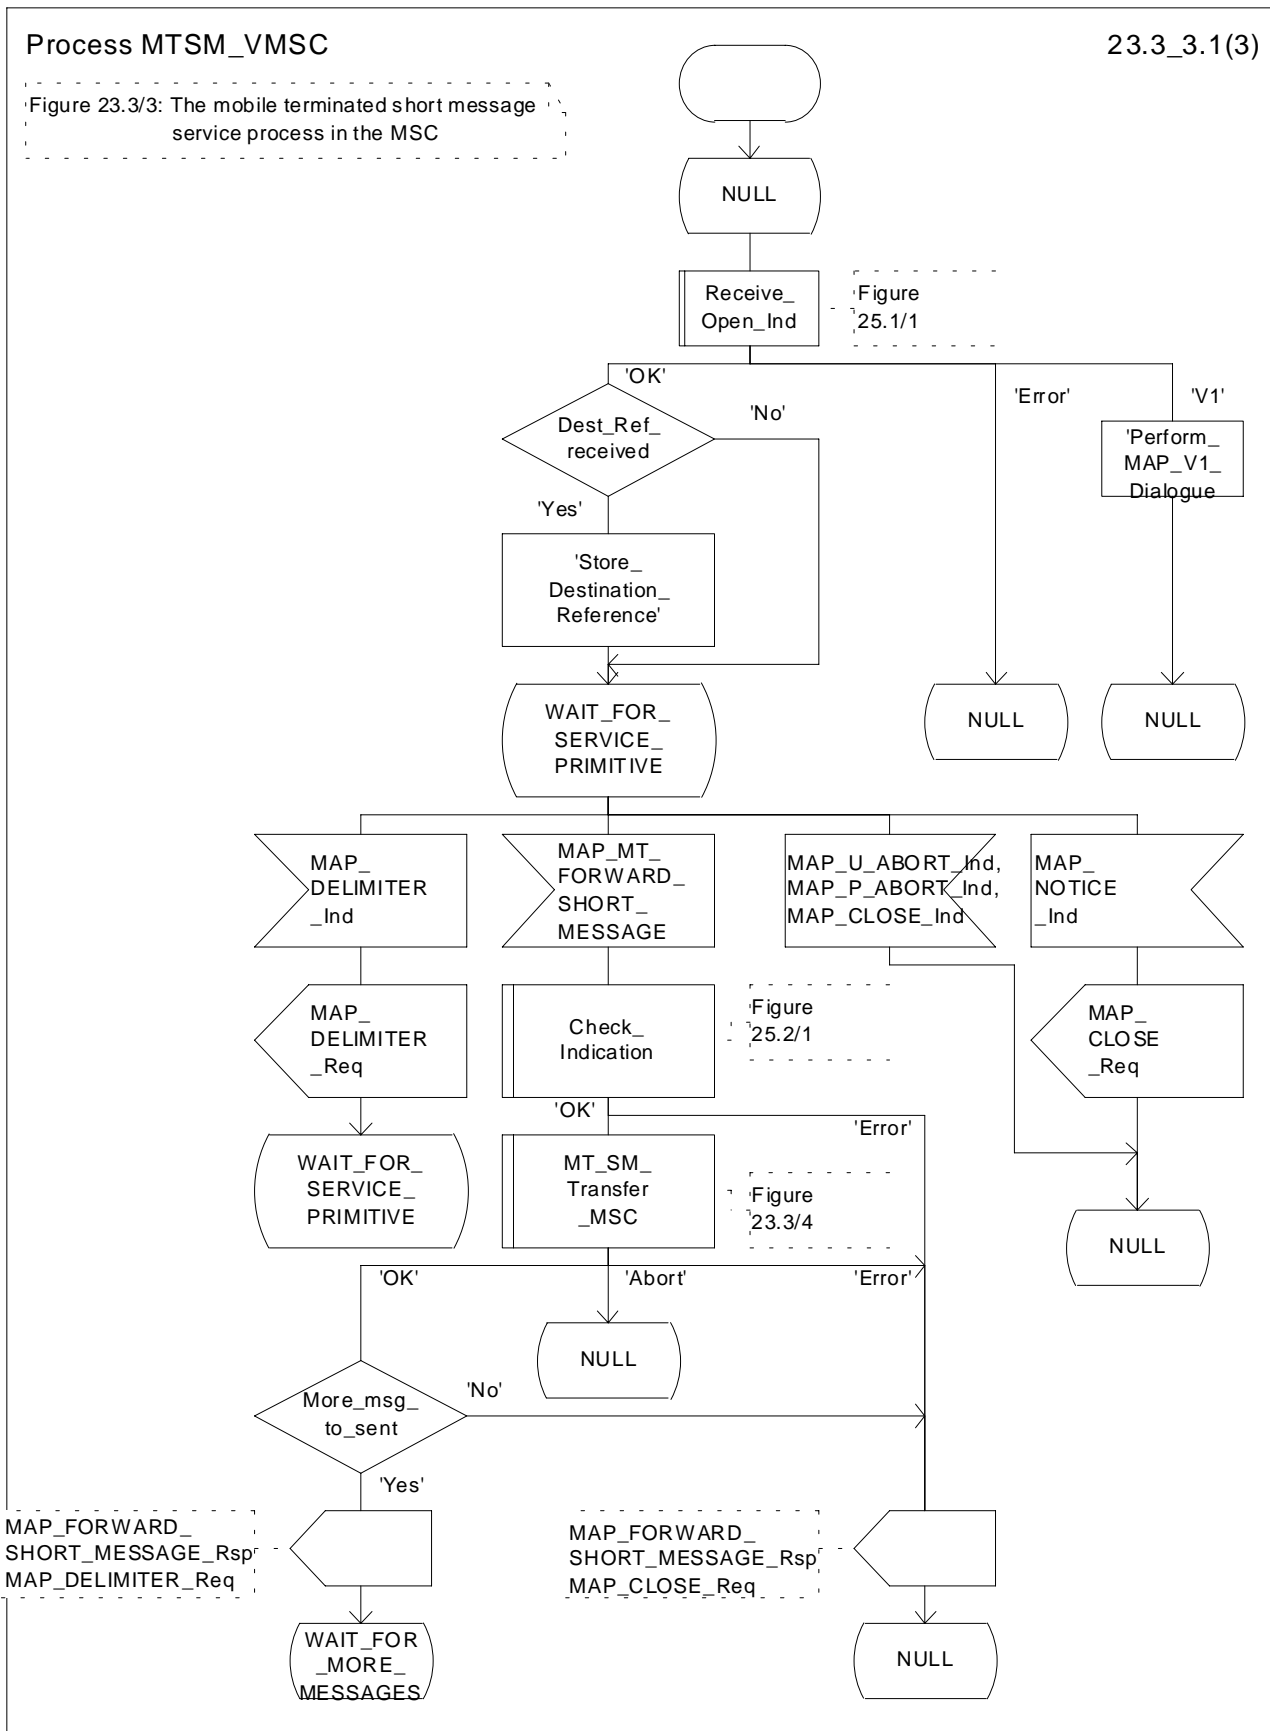 Process MTSM_VMSC
23.3_3.1(3)
Figure 23.3/3: The mobile terminated short message
service process in the MSC
NULL
Receive_
Open_Ind
Figure
25.1/1
'OK'
'Error'
'V1'
Dest_Ref_
received
'No'
'Perform_
MAP_V1_
Dialogue
'Yes'
'Store_
Destination_
Reference'
WAIT_FOR_
SERVICE_
PRIMITIVE
NULL
NULL
MAP_
DELIMITER
_Ind
MAP_MT_
FORWARD_
SHORT_
MESSAGE
MAP_U_ABORT_Ind,
MAP_P_ABORT_Ind,
MAP_CLOSE_Ind
MAP_
NOTICE
_Ind
MAP_
DELIMITER
_Req
Check_
Indication
Figure
25.2/1
MAP_
CLOSE
_Req
'OK'
'Error'
WAIT_FOR_
SERVICE_
PRIMITIVE
MT_SM_
Transfer
_MSC
Figure
23.3/4
NULL
'OK'
'Abort'
'Error'
NULL
More_msg_
to_sent
'No'
'Yes'
MAP_FORWARD_
SHORT_MESSAGE_Rsp
MAP_DELIMITER_Req
MAP_FORWARD_
SHORT_MESSAGE_Rsp
MAP_CLOSE_Req
WAIT_FOR
_MORE_
MESSAGES
NULL